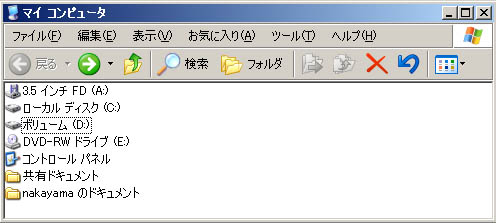 マイ コンピュータ
ファイル(F) 編集(E) 表示(V) お気に入り(A) ツール(T) ヘルプ(H)
戻る 検索 フォルダ
3.5 インチ FD (A:)
ローカル ディスク (C:)
ボリューム (D:)
DVD-RW ドライブ (E:)
コントロール パネル
共有ドキュメント
nakayama のドキュメント